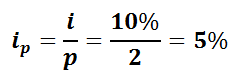 i_p = i/p = 10%/2 = 5%